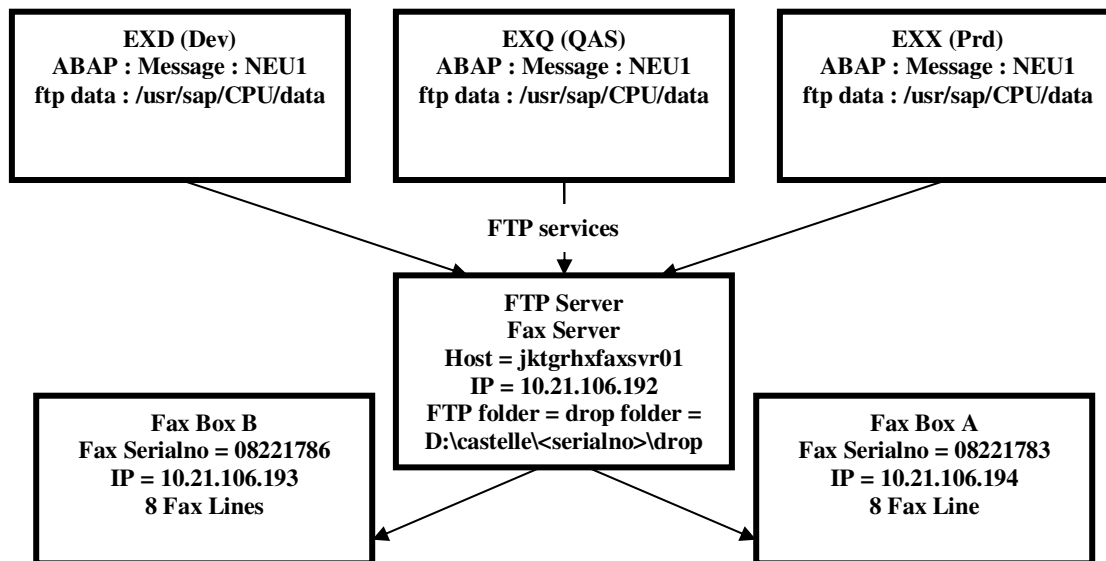 EXD (Dev)
ABAP : Message : NEU1
ftp data : /usr/sap/CPU/data
EXQ (QAS)
ABAP : Message : NEU1
ftp data : /usr/sap/CPU/data
EXX (Prd)
ABAP : Message : NEU1
ftp data : /usr/sap/CPU/data
FTP services
FTP Server
Fax Server
Host = jktgrhxfaxsvr01
IP = 10.21.106.192
FTP folder = drop folder =
D:\castelle\<serialno>\drop
Fax Box B
Fax Serialno = 08221786
IP = 10.21.106.193
8 Fax Lines
Fax Box A
Fax Serialno = 08221783
IP = 10.21.106.194
8 Fax Line